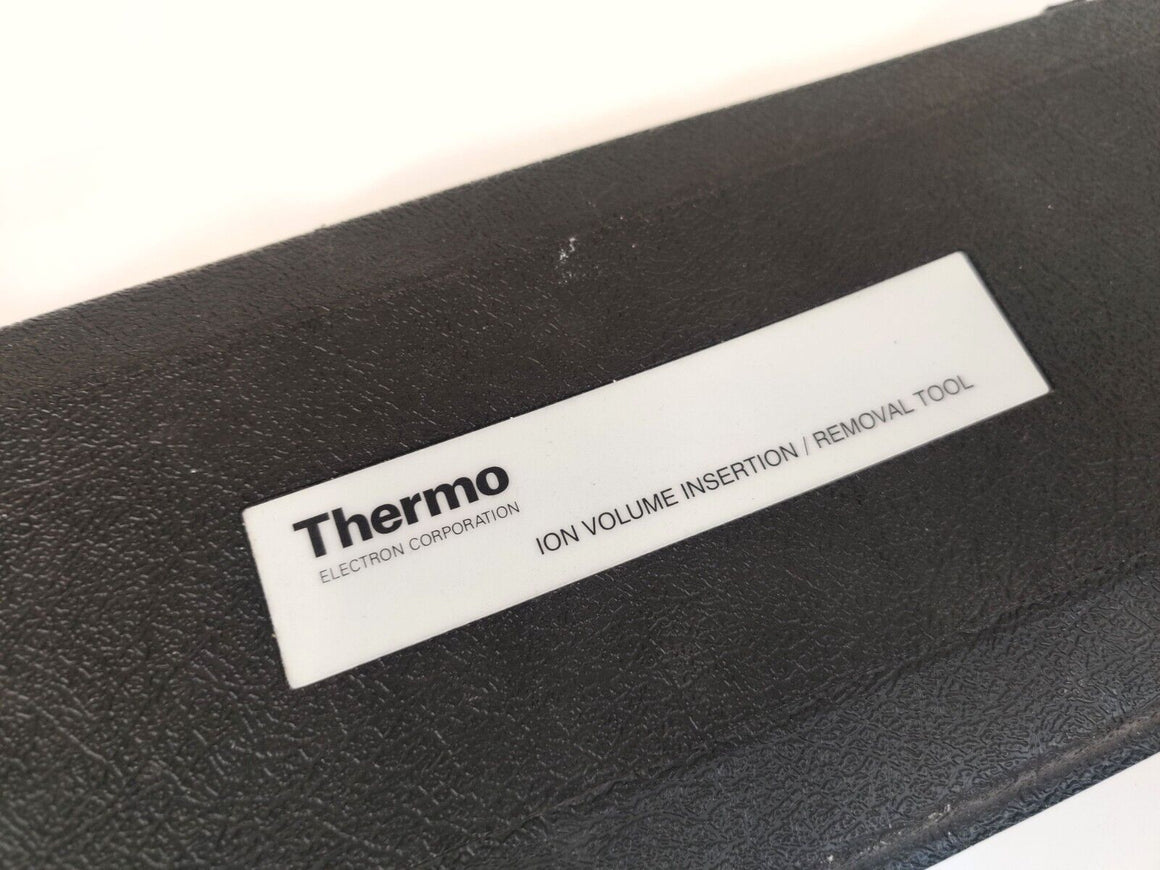 Thermo
ELECTRON CORPORATION
ION VOLUME INSERTION / REMOVAL TOOL